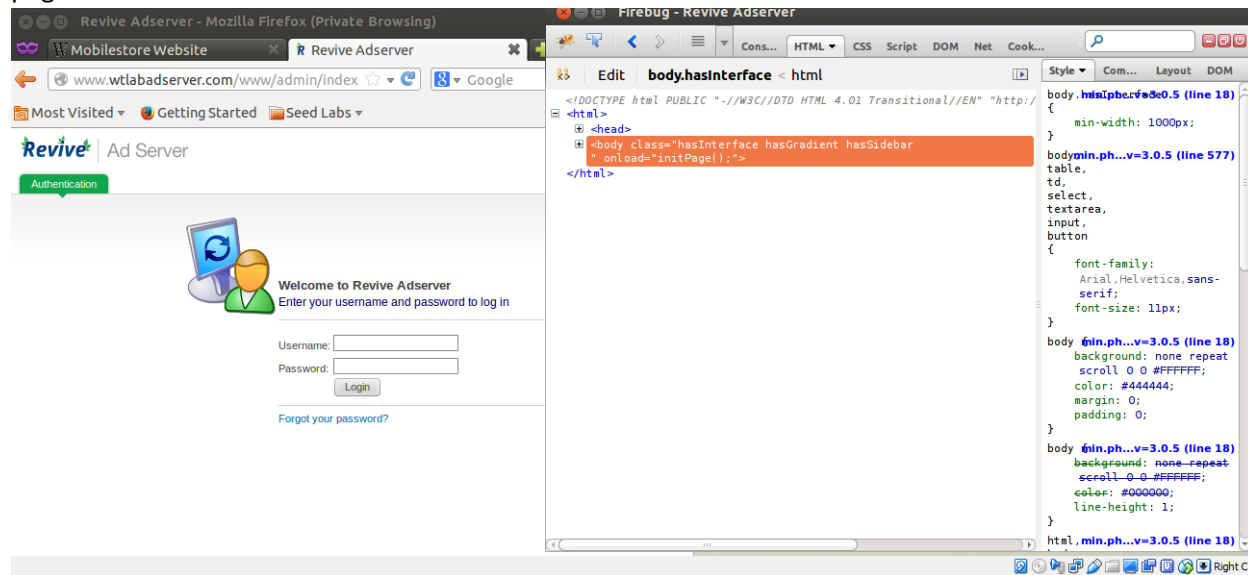 Revive Adserver - Mozilla Firefox (Private Browsing)
Mobilestore Website
Revive Adserver
www.wtlabadserver.com/www/admin/index
Google
Most Visited
Getting Started
Seed Labs
Revive Ad Server
Authentication
Welcome to Revive Adserver
Enter your username and password to log in
Username:
Password:
Login
Forgot your password?
Firebug - Revive Adserver
Cons... HTML CSS Script DOM Net Cook...
Edit body.hasInterface < html
<!DOCTYPE html PUBLIC "-//W3C//DTD HTML 4.01 Transitional//EN" "http:/
<html>
<head>
<body class="hasInterface hasGradient hasSidebar
" onload="initPage();">
</html>
Style Com... Layout DOM
body.hasInterface 3.0.5 (line 18)
{
min-width: 1000px;
}
body min.ph...v=3.0.5 (line 577)
table,
td,
select,
textarea,
input,
button
{
font-family:
Arial,Helvetica,sans-
serif;
font-size: 11px;
}
body { min.ph...v=3.0.5 (line 18)
background: none repeat
scroll 0 0 #FFFFFF;
color: #444444;
margin: 0;
padding: 0;
}
body { min.ph...v=3.0.5 (line 18)
background: none repeat
scroll 0 0 #FFFFFF;
color: #000000;
line-height: 1;
}
html, min.ph...v=3.0.5 (line 18)
Right C